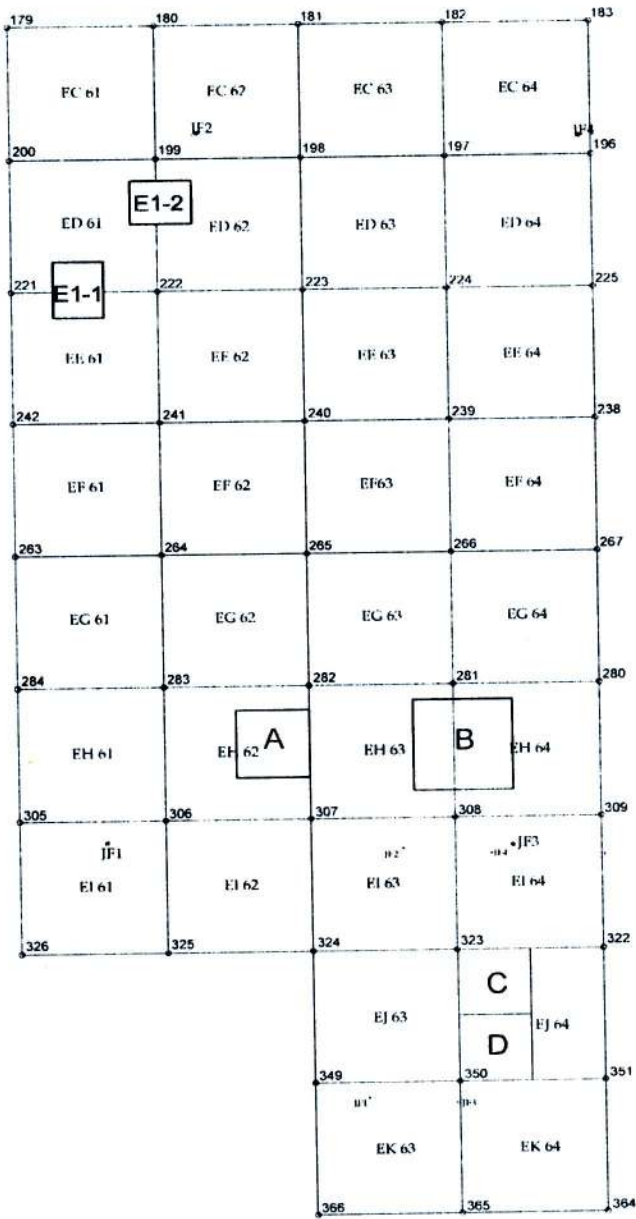 179 180 181 182 183
EC 61 EC 62 EC 63 EC 64
JF2 JF4
200 199 198 197 196
E1-2
ED 61 ED 62 ED 63 ED 64
221 222 223 224 225
E1-1
EE 61 EE 62 EE 63 EE 64
242 241 240 239 238
EF 61 EF 62 EF63 EF 64
263 264 265 266 267
EG 61 EG 62 EG 63 EG 64
284 283 282 281 280
A B
EH 61 EH 62 EH 63 EH 64
305 306 307 308 309
JF1 JF2 JF4 JF3
EI 61 EI 62 EI 63 EI 64
326 325 324 323 322
C
EJ 63 EJ 64
D
349 350 351
JF3
EK 63 EK 64
366 365 364